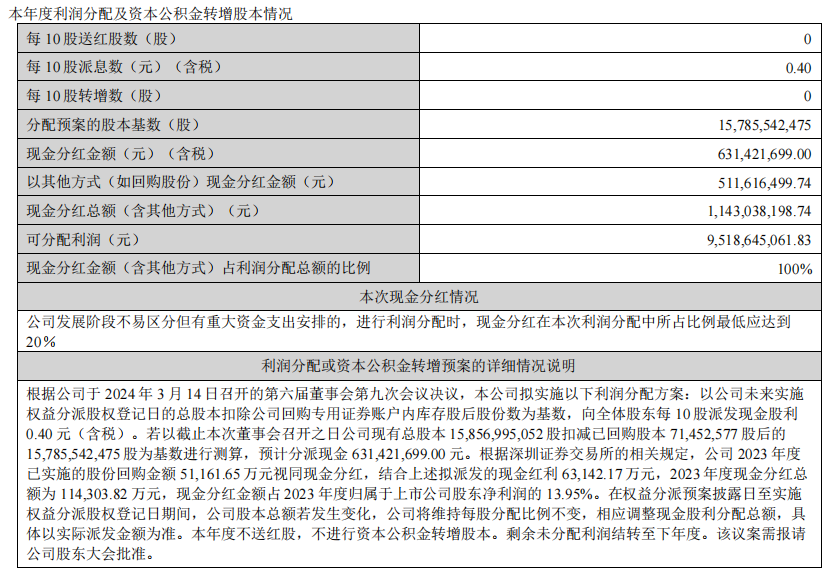 本年度利润分配及资本公积金转增股本情况
每 10 股送红股数（股） 0
每 10 股派息数（元）（含税） 0.40
每 10 股转增数（股） 0
分配预案的股本基数（股） 15,785,542,475
现金分红金额（元）（含税） 631,421,699.00
以其他方式（如回购股份）现金分红金额（元） 511,616,499.74
现金分红总额（含其他方式）（元） 1,143,038,198.74
可分配利润（元） 9,518,645,061.83
现金分红金额（含其他方式）占利润分配总额的比例 100%
本次现金分红情况
公司发展阶段不易区分但有重大资金支出安排的，进行利润分配时，现金分红在本次利润分配中所占比例最低应达到
20%
利润分配或资本公积金转增预案的详细情况说明
根据公司于 2024 年 3 月 14 日召开的第六届董事会第九次会议决议，本公司拟实施以下利润分配方案：以公司未来实施
权益分派股权登记日的总股本扣除公司回购专用证券账户内库存股后股份数为基数，向全体股东每 10 股派发现金股利
0.40 元（含税）。若以截止本次董事会召开之日公司现有总股本 15,856,995,052 股扣减已回购股本 71,452,577 股后的
15,785,542,475 股为基数进行测算，预计分派现金 631,421,699.00 元。根据深圳证券交易所的相关规定，公司 2023 年度
已实施的股份回购金额 51,161.65 万元视同现金分红，结合上述拟派发的现金红利 63,142.17 万元，2023 年度现金分红总
额为 114,303.82 万元，现金分红金额占 2023 年度归属于上市公司股东净利润的 13.95%。在权益分派预案披露日至实施
权益分派股权登记日期间，公司股本总额若发生变化，公司将维持每股分配比例不变，相应调整现金股利分配总额，具
体以实际派发金额为准。本年度不送红股，不进行资本公积金转增股本。剩余未分配利润结转至下年度。该议案需报请
公司股东大会批准。